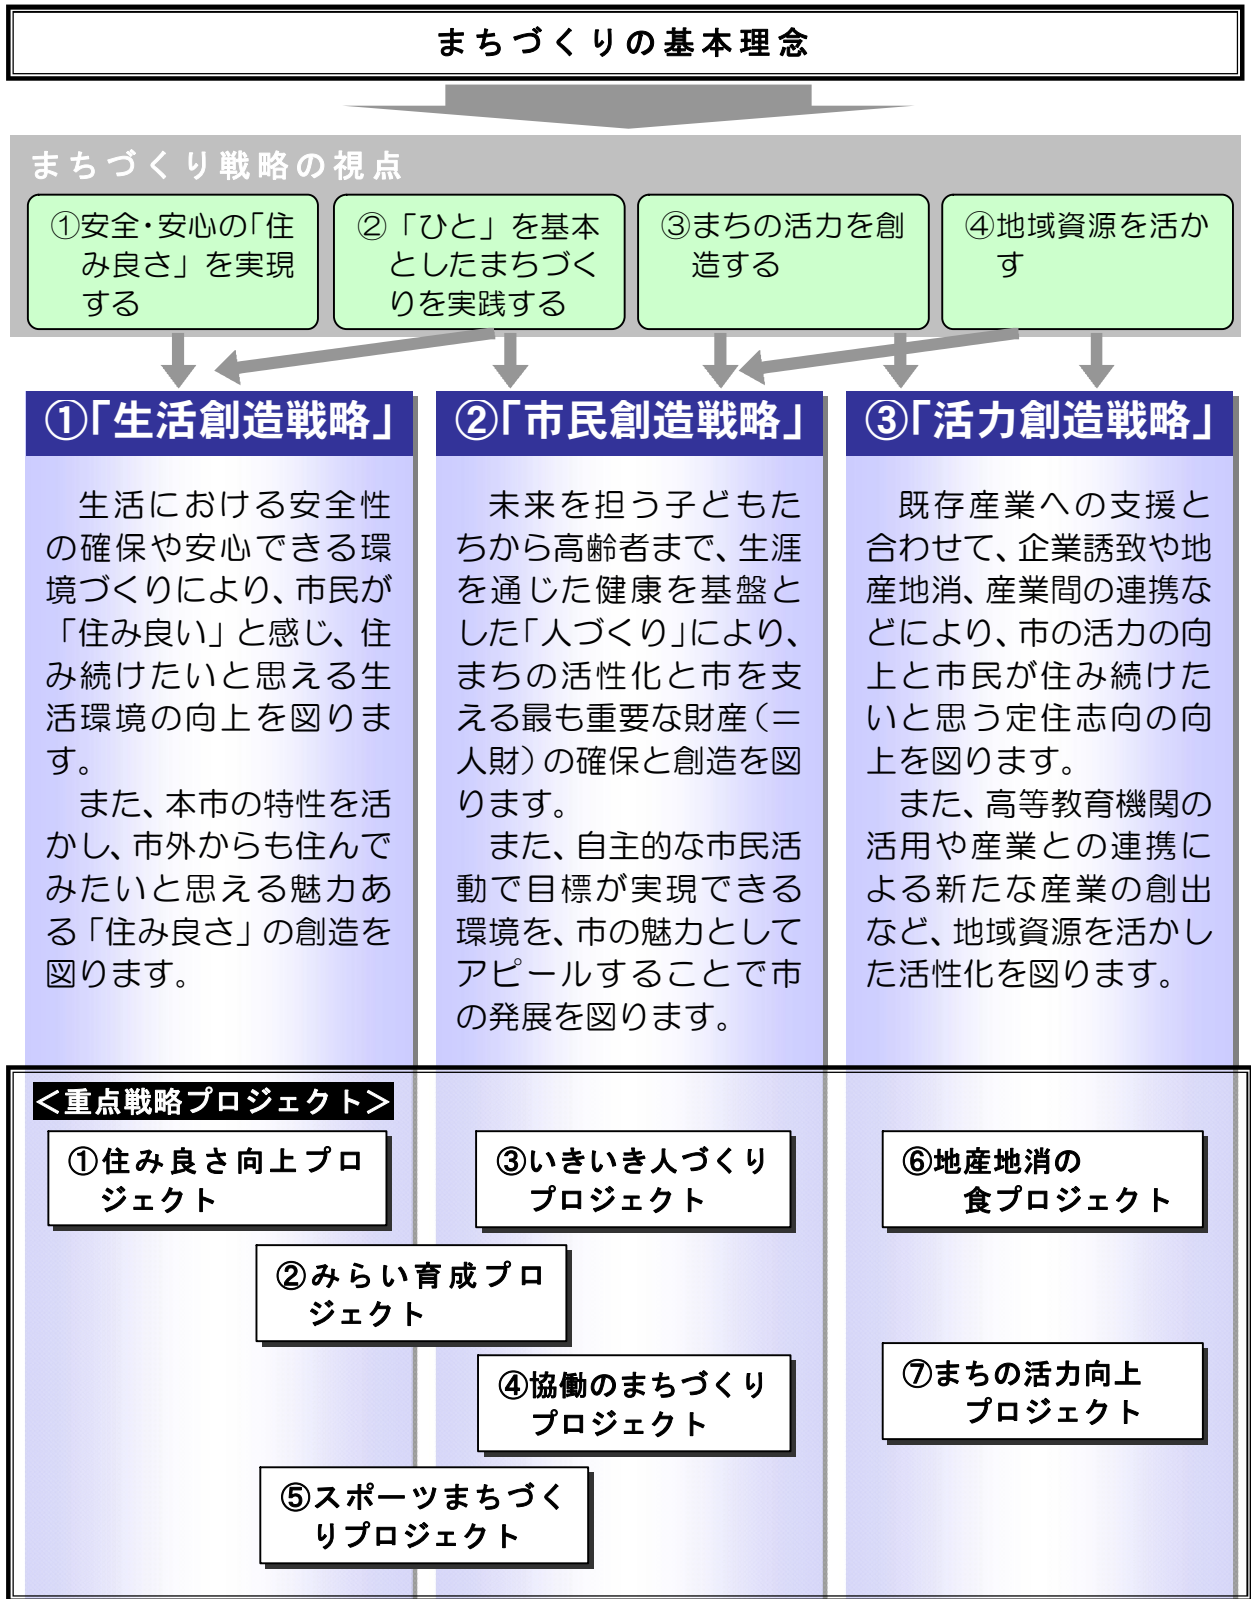 まちづくりの基本理念
まちづくり戦略の視点
①安全・安心の「住
み良さ」を実現
する
②「ひと」を基本
としたまちづく
りを実践する
③まちの活力を創
造する
④地域資源を活か
す
①「生活創造戦略」
生活における安全性
の確保や安心できる環
境づくりにより、市民が
「住み良い」と感じ、住
み続けたいと思える生
活環境の向上を図りま
す。
また、本市の特性を活
かし、市外からも住んで
みたいと思える魅力あ
る「住み良さ」の創造を
図ります。
②「市民創造戦略」
未来を担う子どもた
ちから高齢者まで、生涯
を通じた健康を基盤と
した「人づくり」により、
まちの活性化と市を支
える最も重要な財産（＝
人財）の確保と創造を図
ります。
また、自主的な市民活
動で目標が実現できる
環境を、市の魅力として
アピールすることで市
の発展を図ります。
③「活力創造戦略」
既存産業への支援と
合わせて、企業誘致や地
産地消、産業間の連携な
どにより、市の活力の向
上と市民が住み続けた
いと思う定住志向の向
上を図ります。
また、高等教育機関の
活用や産業との連携に
よる新たな産業の創出
など、地域資源を活かし
た活性化を図ります。
＜重点戦略プロジェクト＞
①住み良さ向上プロ
ジェクト
③いきいき人づくり
プロジェクト
⑥地産地消の
食プロジェクト
②みらい育成プロ
ジェクト
④協働のまちづくり
プロジェクト
⑦まちの活力向上
プロジェクト
⑤スポーツまちづく
りプロジェクト